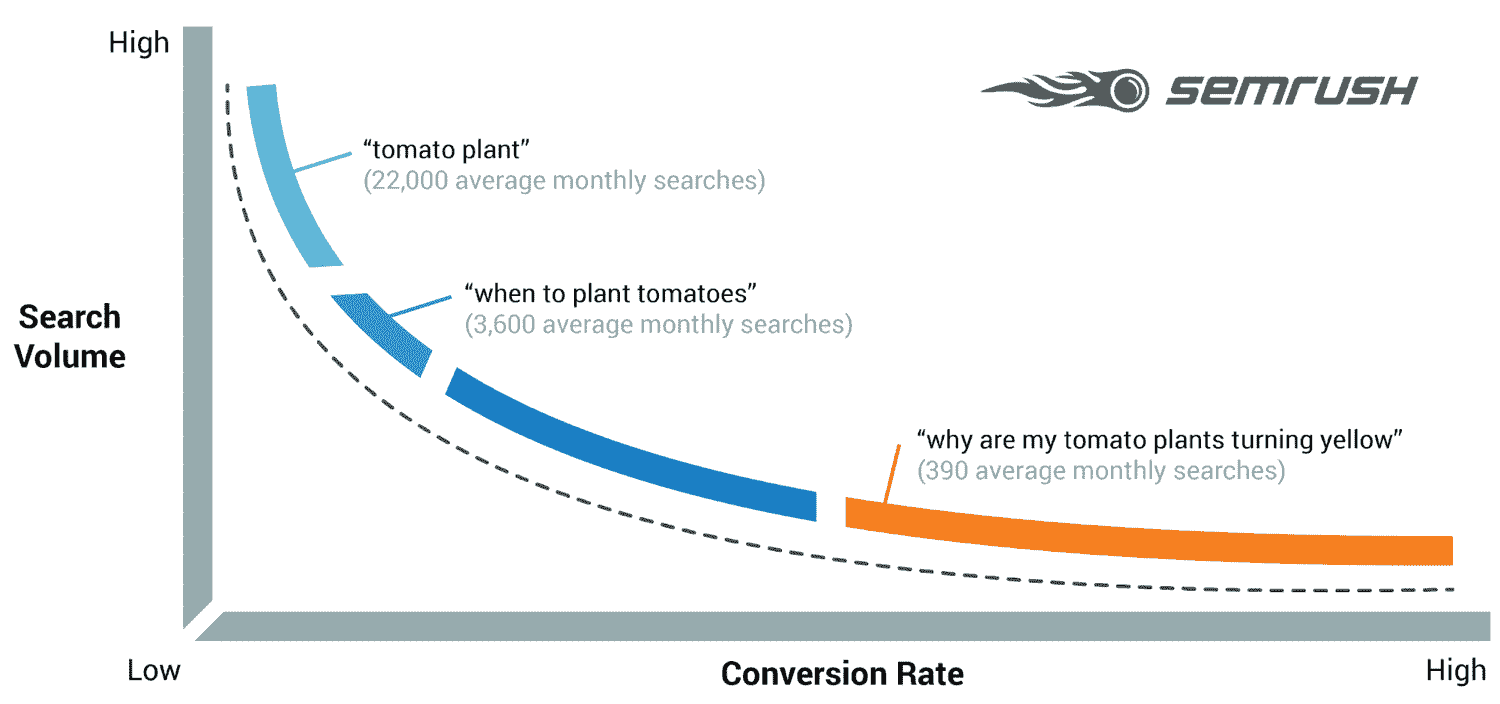 High
semrush
“tomato plant”
(22,000 average monthly searches)
“when to plant tomatoes”
(3,600 average monthly searches)
Search
Volume
“why are my tomato plants turning yellow”
(390 average monthly searches)
Low
Conversion Rate
High